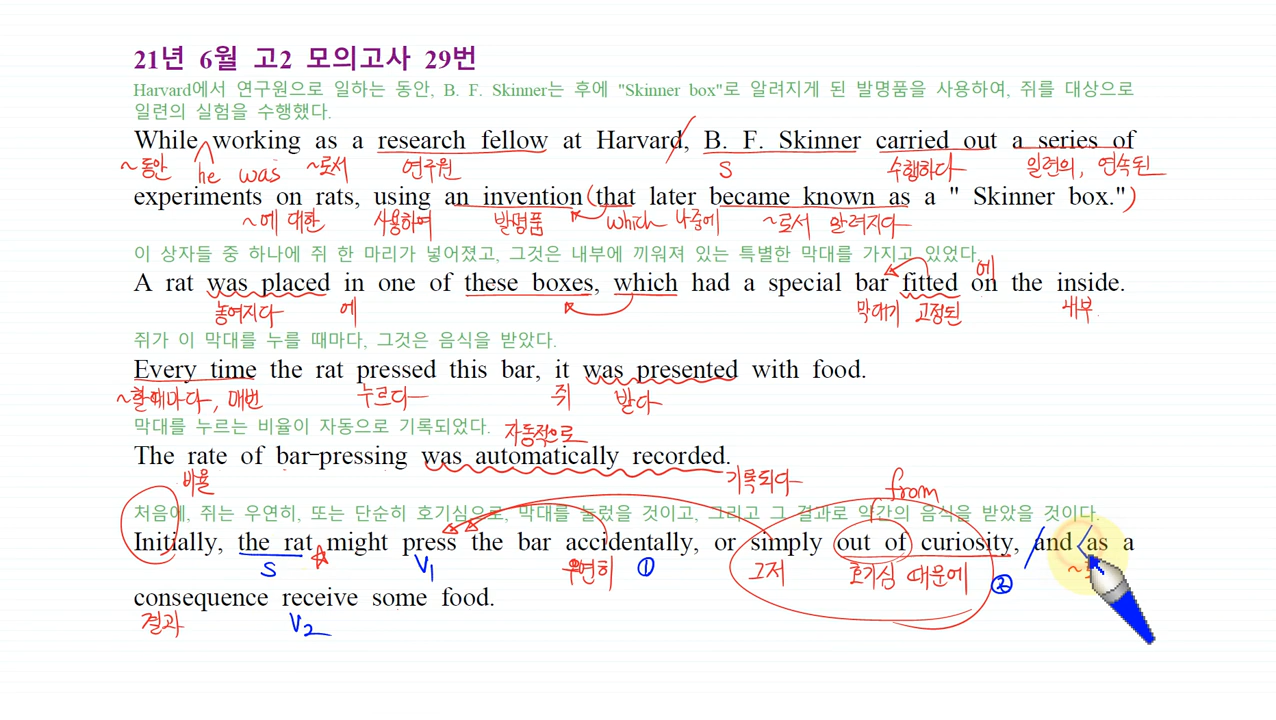 21년 6월 고2 모의고사 29번
Harvard에서 연구원으로 일하는 동안, B. F. Skinner는 후에 "Skinner box"로 알려지게 된 발명품을 사용하여, 쥐를 대상으로
일련의 실험을 수행했다.
While working as a research fellow at Harvard, B. F. Skinner carried out a series of
~동안 he was ~로서 연구원 S 수행하다 일련의, 연속된
experiments on rats, using an invention (that later became known as a " Skinner box.")
~에 대한 사용하여 발명품 which 나중에 ~로서 알려지다
이 상자들 중 하나에 쥐 한 마리가 넣어졌고, 그것은 내부에 끼워져 있는 특별한 막대를 가지고 있었다.
에
A rat was placed in one of these boxes, which had a special bar fitted on the inside.
놓여지다 에 막대기 고정된 내부
쥐가 이 막대를 누를 때마다, 그것은 음식을 받았다.
Every time the rat pressed this bar, it was presented with food.
~할때마다, 매번 누르다 쥐 받다
막대를 누르는 비율이 자동으로 기록되었다.
자동적으로
The rate of bar-pressing was automatically recorded.
비율 기록되다
from
처음에, 쥐는 우연히, 또는 단순히 호기심으로, 막대를 눌렀을 것이고, 그리고 그 결과로 약간의 음식을 받았을 것이다.
Initially, the rat might press the bar accidentally, or simply out of curiosity, and as a
S V1 우연히 ① 그저 호기심 때문에 ②
consequence receive some food.
결과 V2